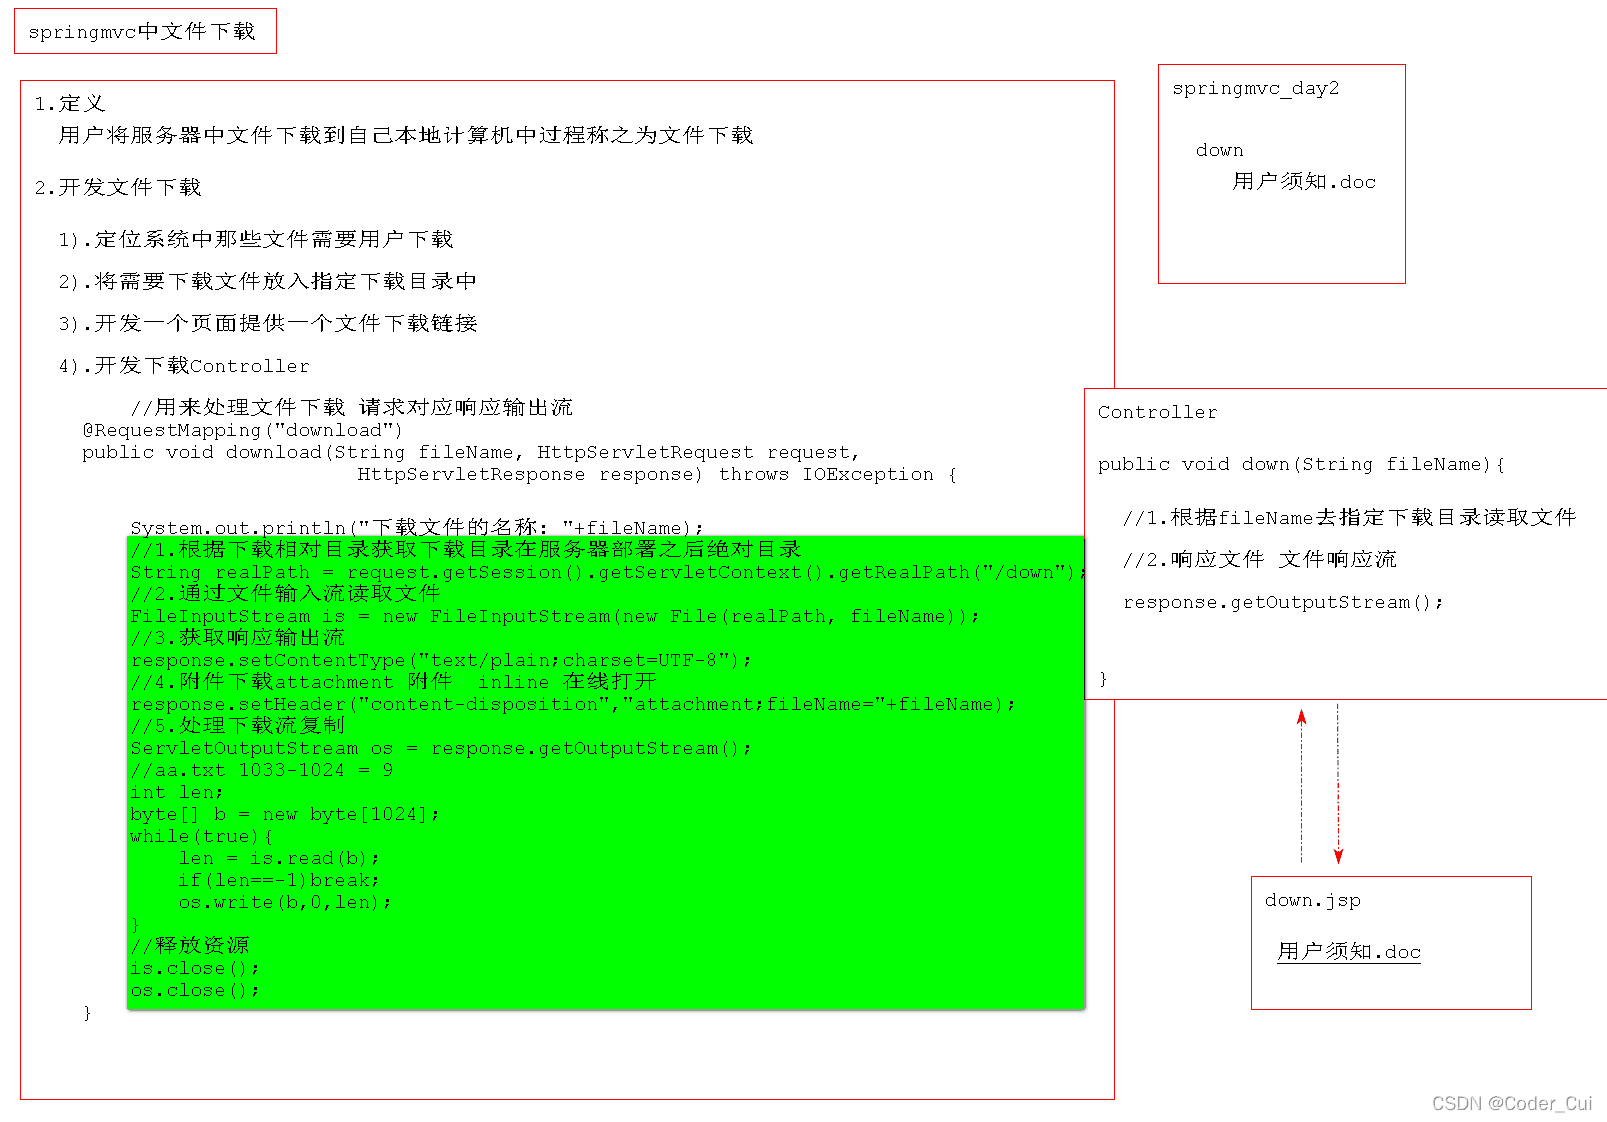 springmvc中文件下载
1.定义
用户将服务器中文件下载到自己本地计算机中过程称之为文件下载
2.开发文件下载
1).定位系统中那些文件需要用户下载
2).将需要下载文件放入指定下载目录中
3).开发一个页面提供一个文件下载链接
4).开发下载Controller
//用来处理文件下载 请求对应响应输出流
@RequestMapping("download")
public void download(String fileName, HttpServletRequest request,
HttpServletResponse response) throws IOException {
System.out.println("下载文件的名称: "+fileName);
//1.根据下载相对目录获取下载目录在服务器部署之后绝对目录
String realPath = request.getSession().getServletContext().getRealPath("/down");
//2.通过文件输入流读取文件
FileInputStream is = new FileInputStream(new File(realPath, fileName));
//3.获取响应输出流
response.setContentType("text/plain;charset=UTF-8");
//4.附件下载attachment 附件  inline 在线打开
response.setHeader("content-disposition","attachment;fileName="+fileName);
//5.处理下载流复制
ServletOutputStream os = response.getOutputStream();
//aa.txt 1033-1024 = 9
int len;
byte[] b = new byte[1024];
while(true){
len = is.read(b);
if(len==-1)break;
os.write(b,0,len);
}
//释放资源
is.close();
os.close();
}
springmvc_day2
down
用户须知.doc
Controller
public void down(String fileName){
//1.根据fileName去指定下载目录读取文件
//2.响应文件 文件响应流
response.getOutputStream();
}
down.jsp
用户须知.doc
CSDN @Coder_Cui